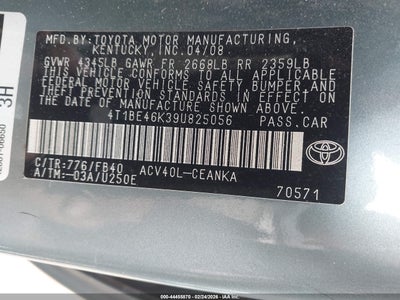 MFD.BY:TOYOTA MOTOR MANUFACTURING,
KENTUCKY,INC.04/08
GVWR 4345LB GAWR FR 2668LB RR 2359LB
THIS VEHICLE CONFORMS TO ALL APPLICABLE
FEDERAL MOTOR VEHICLE SAFETY, BUMPER,
AND THEFT PREVENTION STANDARDS IN EFFECT
ON THE DATE OF MANUFACTURE SHOWN ABOVE.
4T1BE46K39U825056 PASS.CAR
C/TR:776/FB40 ACV40L-CEANKA
A/TM:-03A/U250E
TOYOTA
70571
3H
000-44455570 - 02/24/2026 - IAA Inc.